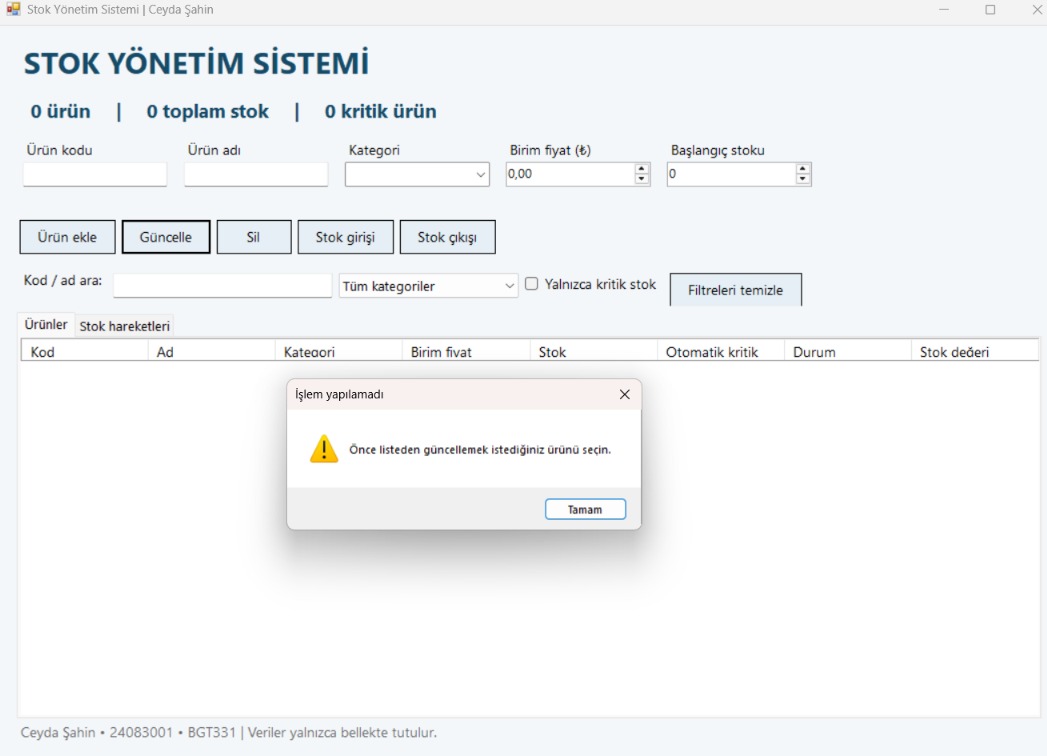 Stok Yönetim Sistemi | Ceyda Şahin
STOK YÖNETİM SİSTEMİ
0 ürün | 0 toplam stok | 0 kritik ürün
Ürün kodu Ürün adı Kategori Birim fiyat (₺) Başlangıç stoku
0,00 0
Ürün ekle Güncelle Sil Stok girişi Stok çıkışı
Kod / ad ara: Tüm kategoriler Yalnızca kritik stok Filtreleri temizle
Ürünler Stok hareketleri
Kod Ad Kategori Birim fiyat Stok Otomatik kritik Durum Stok değeri
İşlem yapılamadı
Önce listeden güncellemek istediğiniz ürünü seçin.
Tamam
Ceyda Şahin • 24083001 • BGT331 | Veriler yalnızca bellekte tutulur.